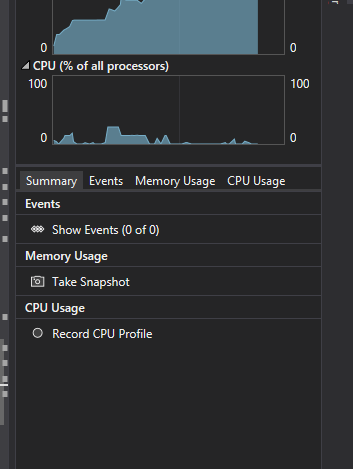 0 0
CPU (% of all processors)
100 100
0 0
Summary Events Memory Usage CPU Usage
Events
Show Events (0 of 0)
Memory Usage
Take Snapshot
CPU Usage
Record CPU Profile